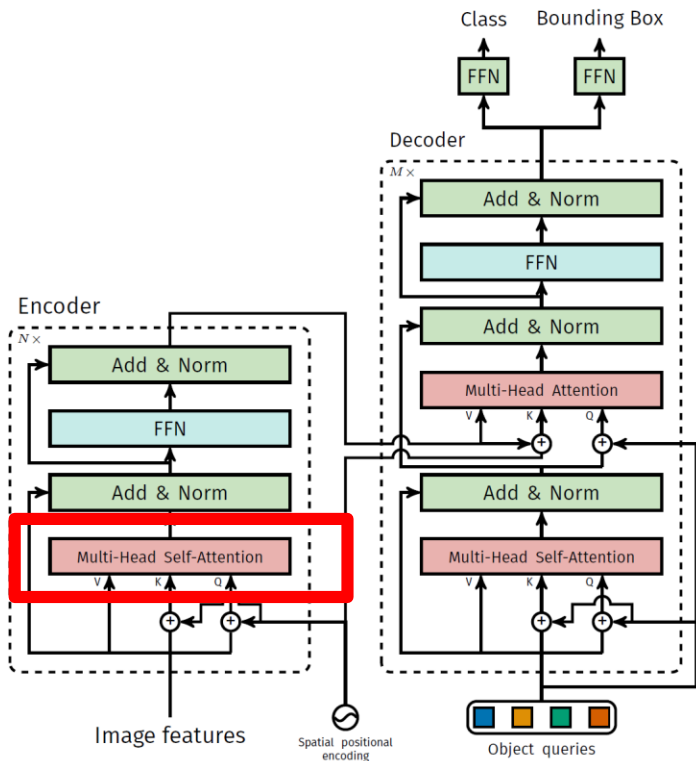 Class Bounding Box
FFN FFN
Decoder
M×
Add & Norm
FFN
Add & Norm
Multi-Head Attention
V K Q
Add & Norm
Multi-Head Self-Attention
V K Q
Object queries
Encoder
N×
Add & Norm
FFN
Add & Norm
Multi-Head Self-Attention
V K Q
Image features
Spatial positional
encoding